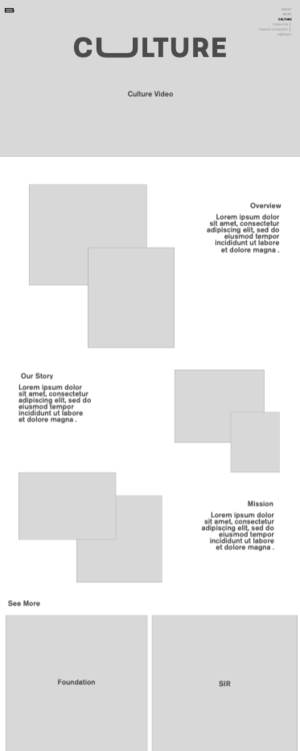 CULTURE
CULTURE
Culture Video
Overview
Lorem ipsum dolor
sit amet, consectetur
adipiscing elit, sed do
eiusmod tempor
incididunt ut labore
et dolore magna .
Our Story
Lorem ipsum dolor
sit amet, consectetur
adipiscing elit, sed do
eiusmod tempor
incididunt ut labore
et dolore magna .
Mission
Lorem ipsum dolor
sit amet, consectetur
adipiscing elit, sed do
eiusmod tempor
incididunt ut labore
et dolore magna .
See More
Foundation
SIR